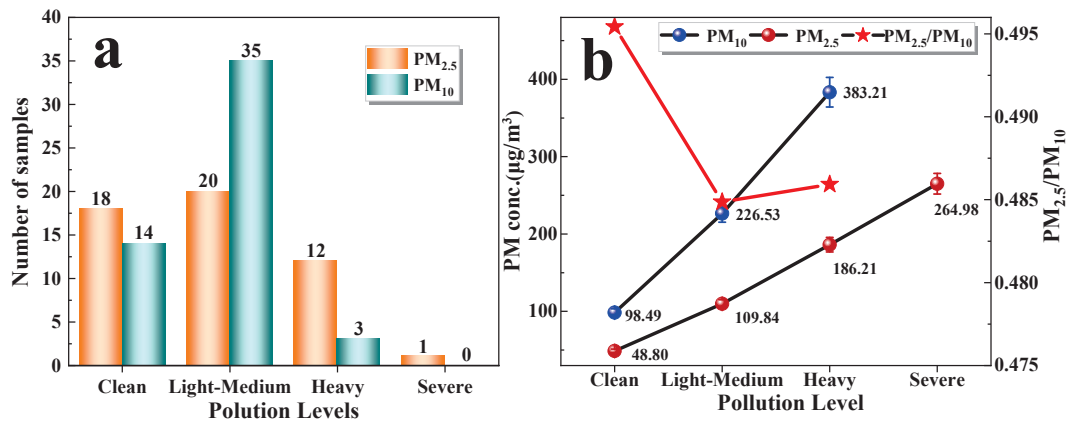 a
PM2.5
PM10
40
35
30
25
20
15
10
5
0
18
14
20
35
12
3
1
0
Clean
Light-Medium
Heavy
Severe
Number of samples
Polution Levels
b
PM10
PM2.5
PM2.5/PM10
400
300
200
100
98.49
226.53
383.21
48.80
109.84
186.21
264.98
0.495
0.490
0.485
0.480
0.475
Clean
Light-Medium
Heavy
Severe
PM conc.(μg/m³)
PM2.5/PM10
Pollution Level